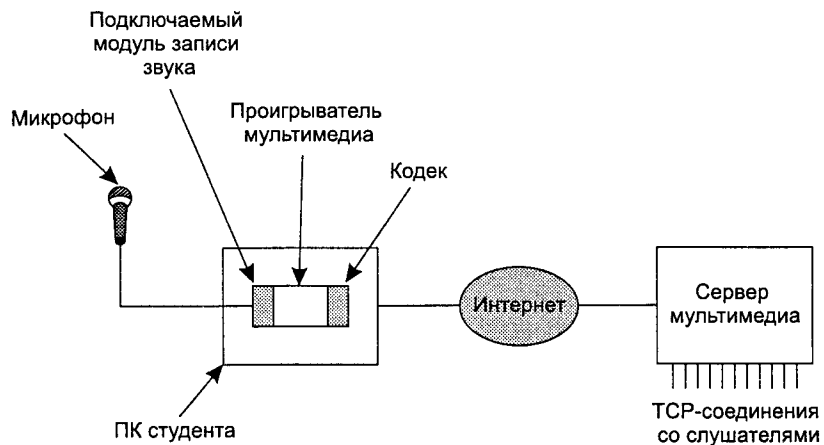 Подключаемый
модуль записи
звука
Микрофон
Проигрыватель
мультимедиа
Кодек
Интернет
Сервер
мультимедиа
ПК студента
TCP-соединения
со слушателями